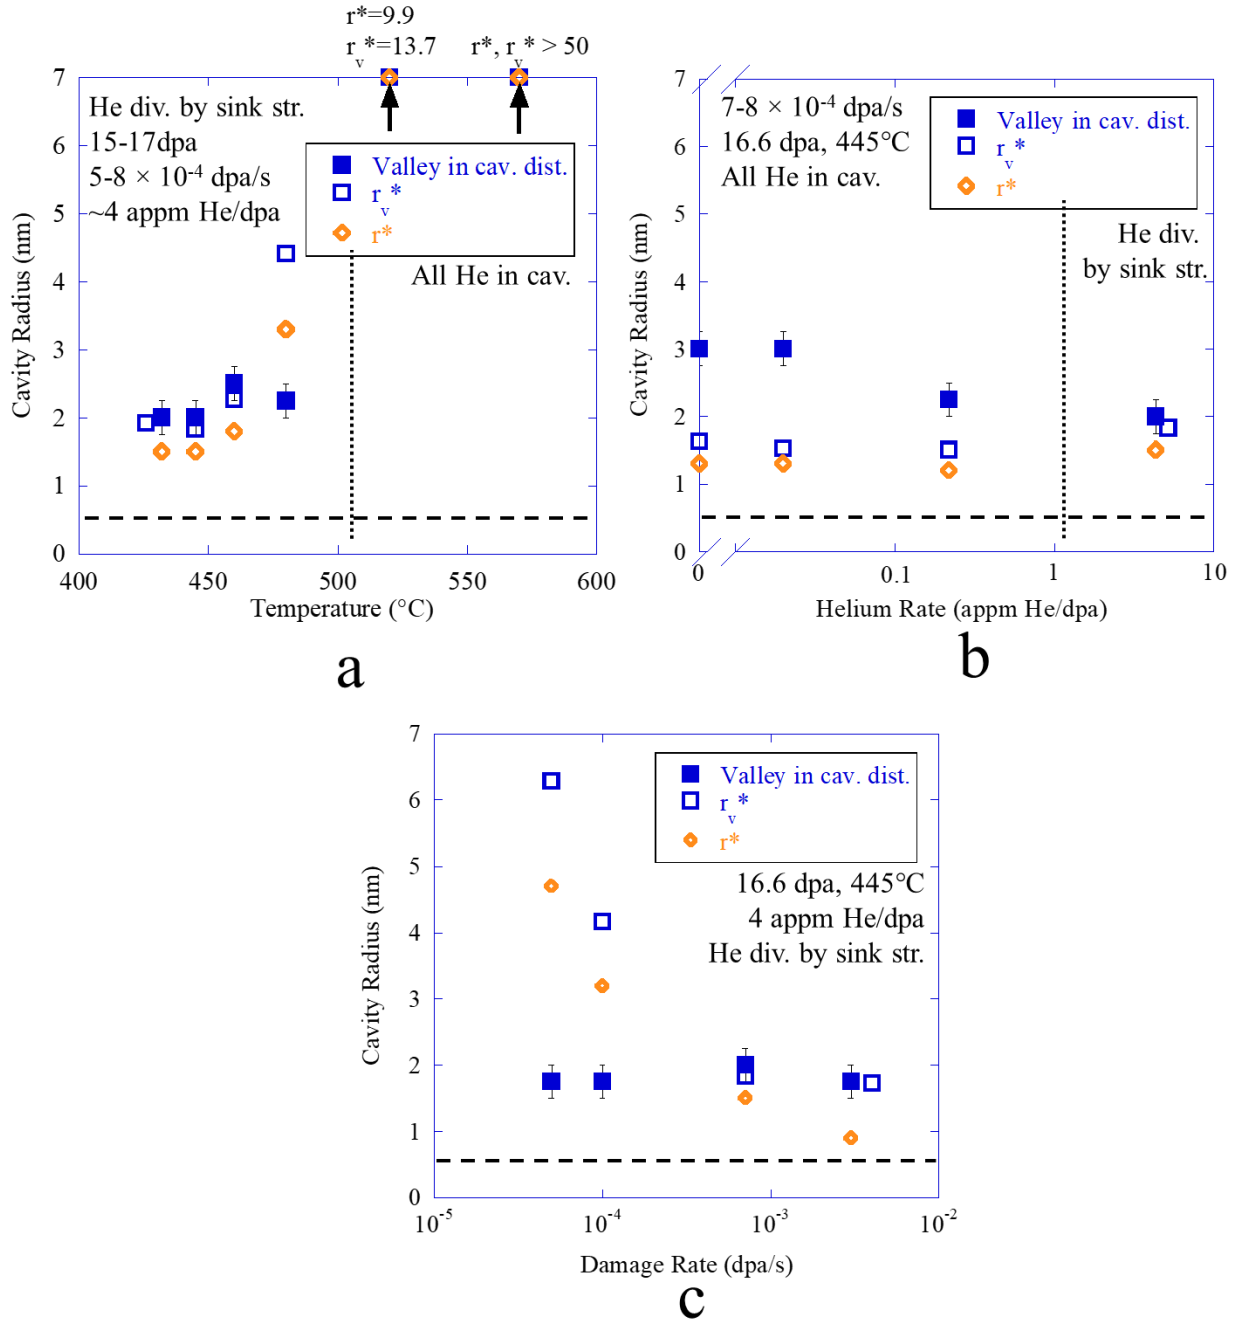 r*=9.9
r_v*=13.7
r*, r_v* > 50
He div. by sink str.
15-17dpa
5-8 × 10⁻⁴ dpa/s
~4 appm He/dpa
Valley in cav. dist.
r_v*
r*
All He in cav.
7
6
5
4
3
2
1
0
Cavity Radius (nm)
400
450
500
550
600
Temperature (°C)
a
7-8 × 10⁻⁴ dpa/s
16.6 dpa, 445°C
All He in cav.
Valley in cav. dist.
r_v*
r*
He div.
by sink str.
7
6
5
4
3
2
1
0
Cavity Radius (nm)
0
0.1
1
10
Helium Rate (appm He/dpa)
b
Valley in cav. dist.
r_v*
r*
16.6 dpa, 445°C
4 appm He/dpa
He div. by sink str.
7
6
5
4
3
2
1
0
Cavity Radius (nm)
10⁻⁵
10⁻⁴
10⁻³
10⁻²
Damage Rate (dpa/s)
c